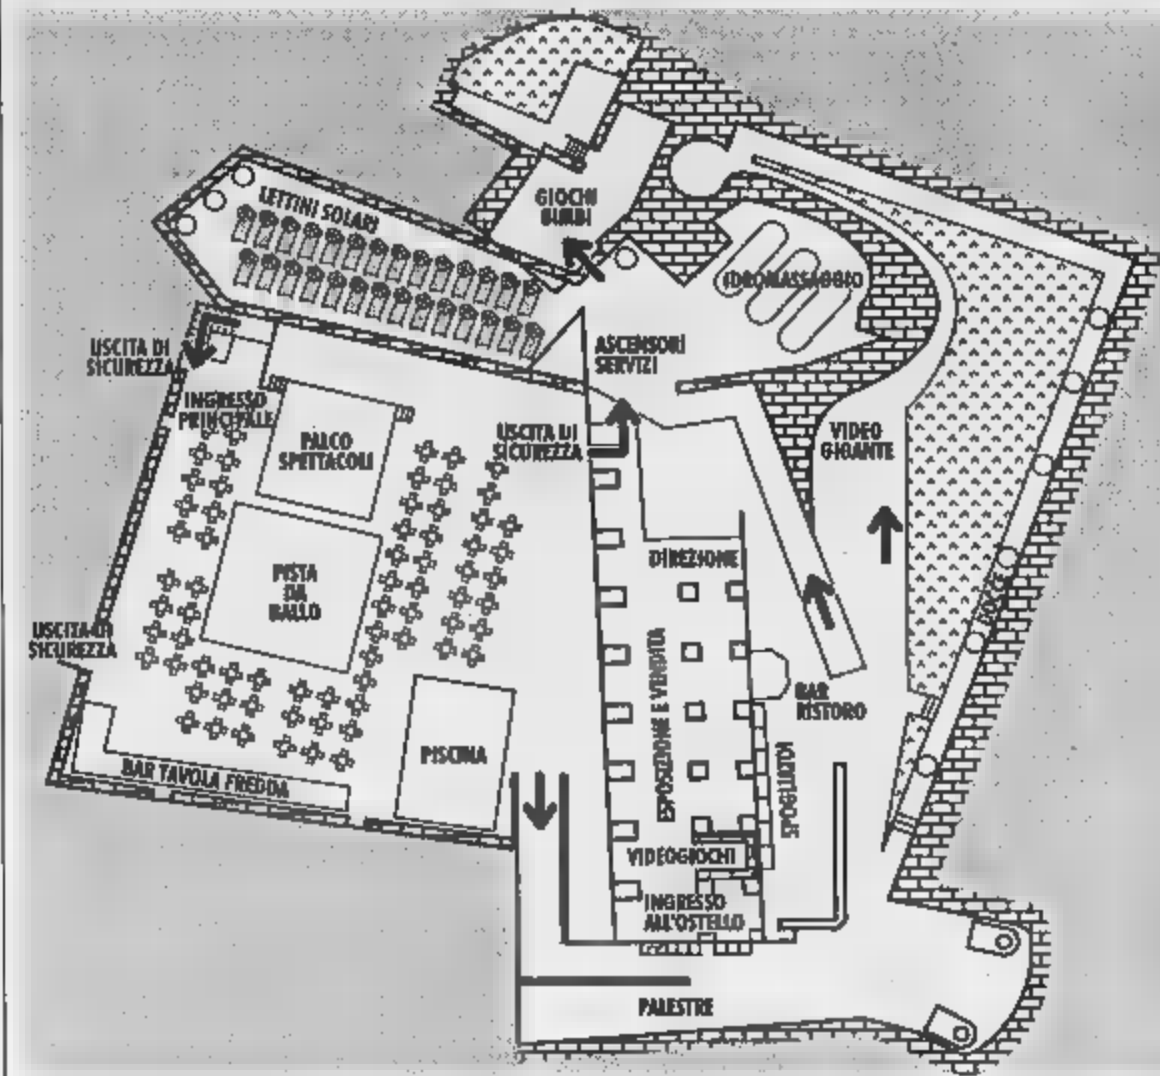 GIOCHI
BIMBI
LETTINI SOLARI
IDROMASSAGGIO
USCITA DI
SICUREZZA
ASCENSORI
SERVIZI
INGRESSO
PRINCIPALE
PALCO
SPETTACOLI
USCITA DI
SICUREZZA
VIDEO
GIGANTE
DIREZIONE
PISTA
DA
BALLO
USCITA DI
SICUREZZA
ESPOSIZIONE E VENDITA
BAR
RISTORO
PISCINA
BAR TAVOLA FREDDA
SPOGLIATOI
VIDEOGIOCHI
INGRESSO
ALL'OSTELLO
PALESTRE